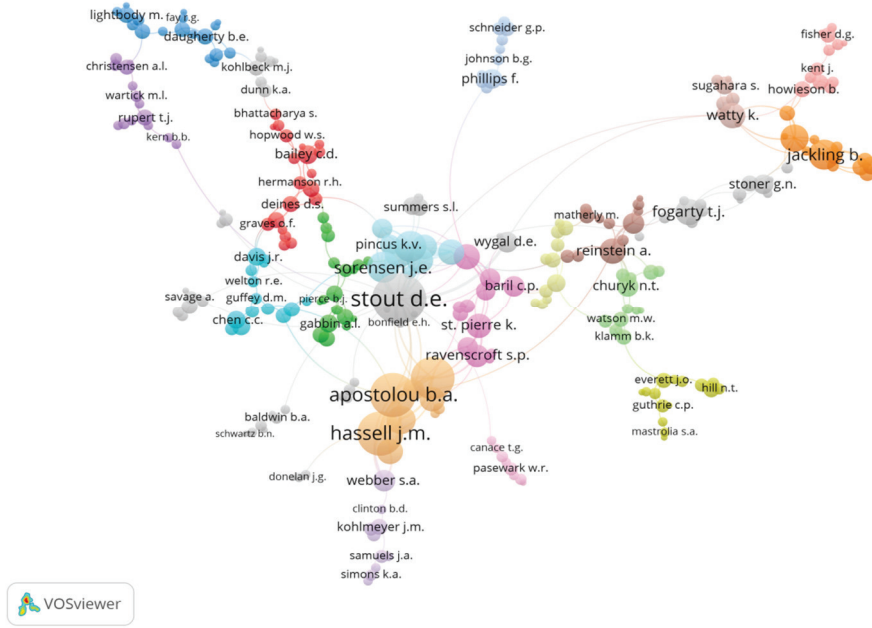 lightbody m.
fay r.g.
daugherty b.e.
schneider g.p.
fisher d.g.
christensen a.l.
kohlbeck m.j.
johnson b.g.
kent j.
wartick m.l.
dunn k.a.
phillips f.
sugahara s.
howieson b.
rupert t.j.
bhattacharya s.
watty k.
kern b.b.
hopwood w.s.
bailey c.d.
jackling b.
hermanson r.h.
stoner g.n.
deines d.s.
summers s.l.
matherly m.
fogarty t.j.
graves o.f.
pincus k.v.
wygal d.e.
reinstein a.
davis j.r.
sorensen j.e.
welton r.e.
baril c.p.
churyk n.t.
savage a.
guffey d.m.
pierce b.j.
stout d.e.
chen c.c.
gabbin a.l.
bonfield e.h.
st. pierre k.
watson m.w.
klamm b.k.
ravenscroft s.p.
everett j.o.
hill n.t.
apostolou b.a.
guthrie c.p.
baldwin b.a.
schwartz b.n.
hassell j.m.
mastrolia s.a.
canace t.g.
donelan j.g.
webber s.a.
pasewark w.r.
clinton b.d.
kohlmeyer j.m.
samuels j.a.
simons k.a.
VOSviewer